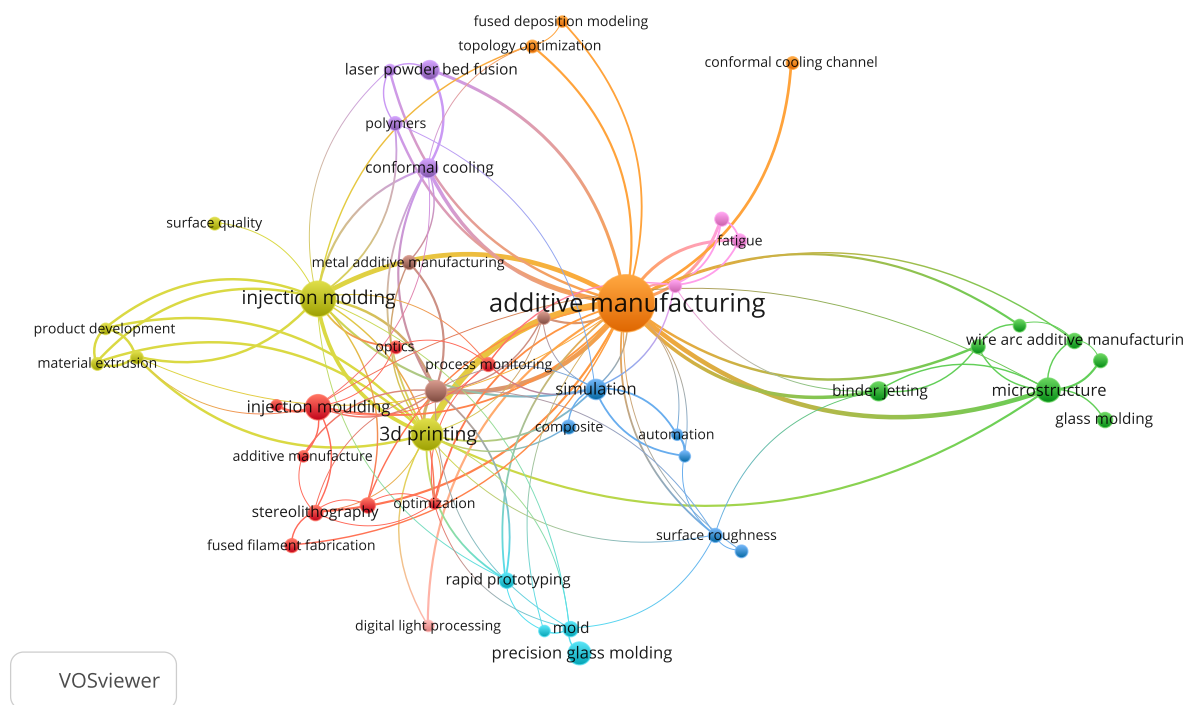 fused deposition modeling
topology optimization
conformal cooling channel
laser powder bed fusion
polymers
conformal cooling
surface quality
fatigue
metal additive manufacturing
injection molding
additive manufacturing
product development
wire arc additive manufacturin
optics
material extrusion
process monitoring
simulation
binder jetting
microstructure
injection moulding
glass molding
composite
3d printing
automation
additive manufacture
optimization
stereolithography
surface roughness
fused filament fabrication
rapid prototyping
digital light processing
mold
precision glass molding
VOSviewer